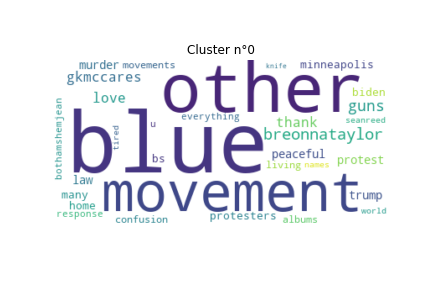 Cluster n°0
murder movements other knife minneapolis
gkmccares biden
love guns
everything thank seanreed
blue breonnataylor
bothamshemjean tired u
bs peaceful protest
living names
law movement trump
many
home world
response confusion protesters albums